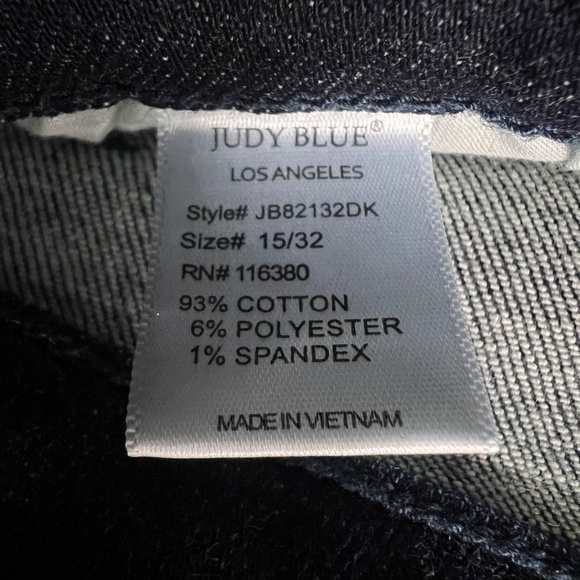 JUDY BLUE®
LOS ANGELES
Style# JB82132DK
Size# 15/32
RN# 116380
93% COTTON
6% POLYESTER
1% SPANDEX
MADE IN VIETNAM